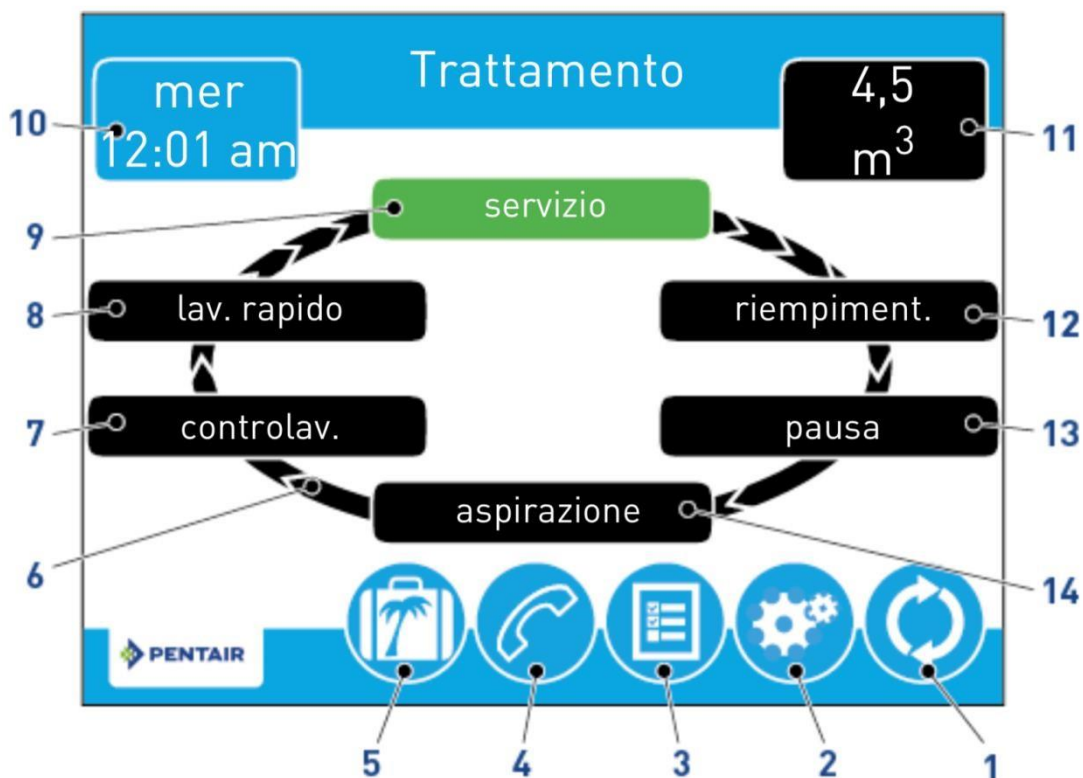 Trattamento
mer
12:01 am
4,5
m³
10
11
servizio
9
lav. rapido
riempiment.
8
12
controlav.
pausa
7
13
aspirazione
6
14
PENTAIR
5
4
3
2
1